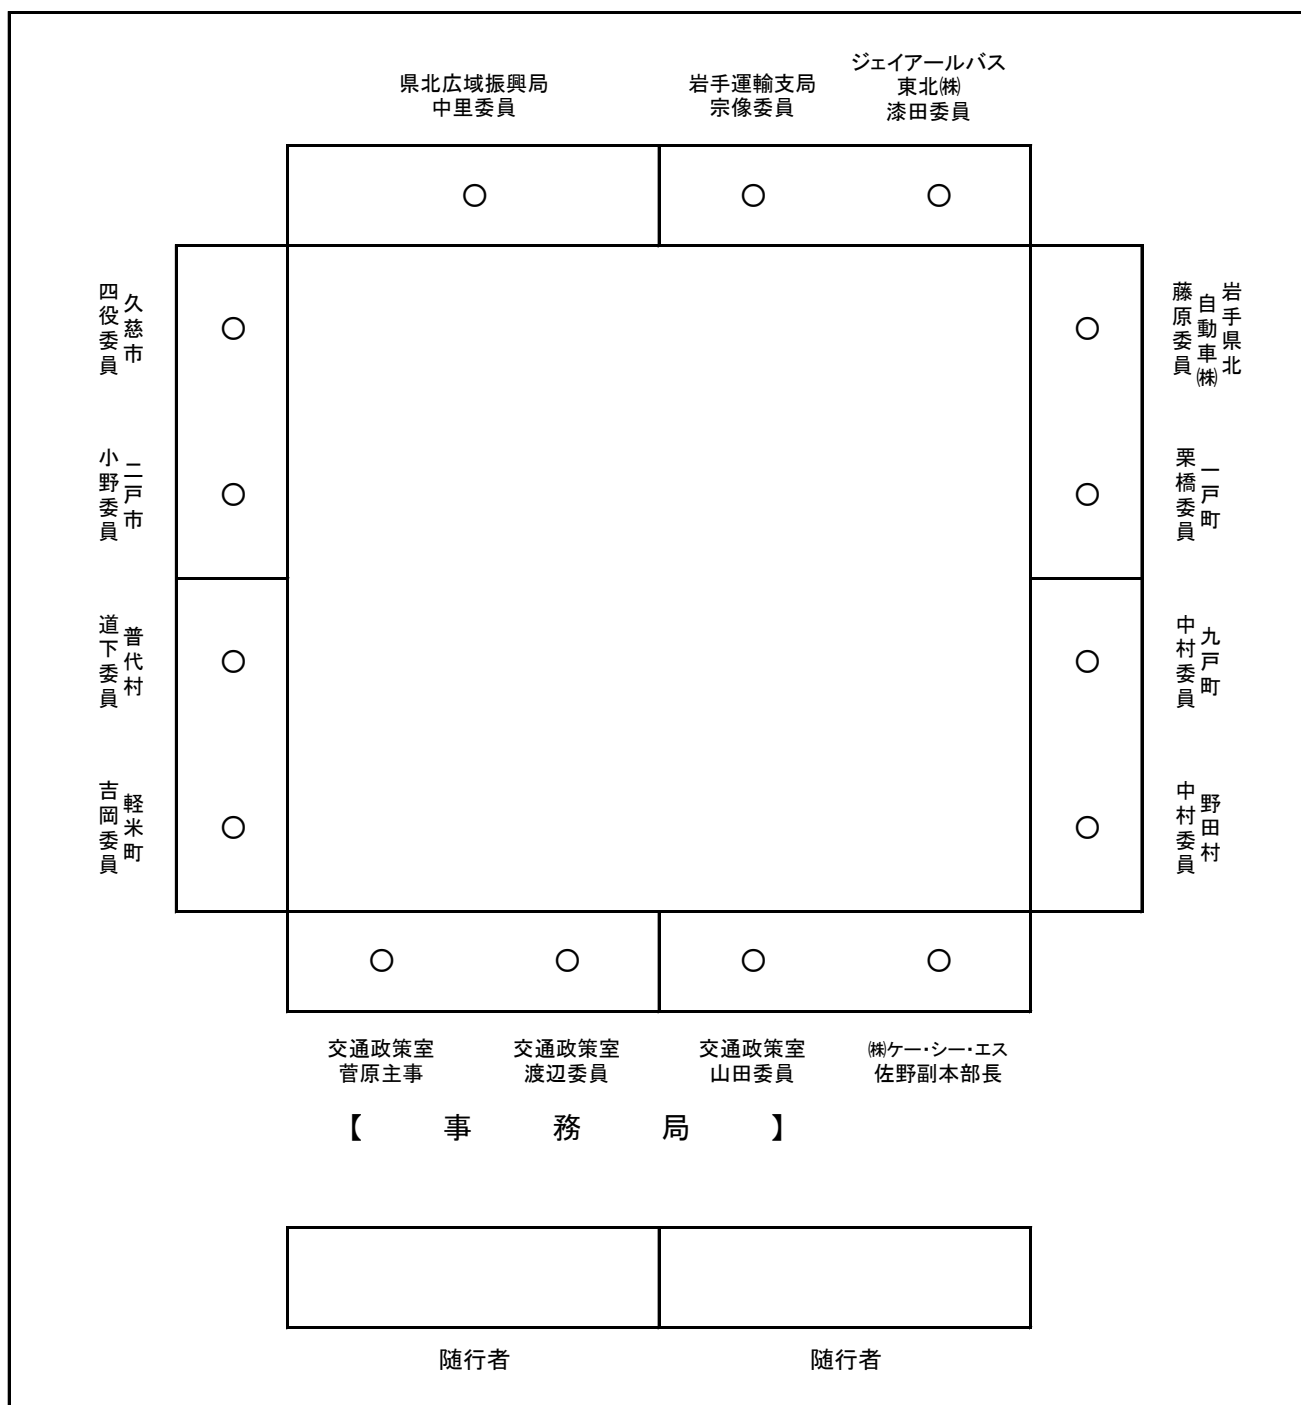 県北広域振興局
中里委員
岩手運輸支局
宗像委員
ジェイアールバス
東北㈱
漆田委員
久慈市
四役委員
二戸市
小野委員
普代村
道下委員
軽米町
吉岡委員
岩手県北
自動車㈱
藤原委員
一戸町
栗橋委員
九戸町
中村委員
野田村
中村委員
交通政策室
菅原主事
交通政策室
渡辺委員
交通政策室
山田委員
㈱ケー・シー・エス
佐野副本部長
【 事 務 局 】
随行者
随行者